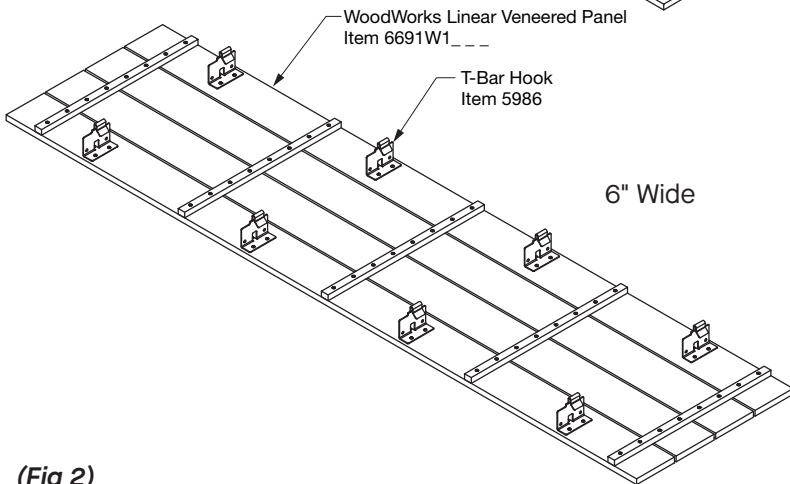 WoodWorks Linear Veneered Panel
Item 6691W1_ _ _
T-Bar Hook
Item 5986
6" Wide
(Fig 2)